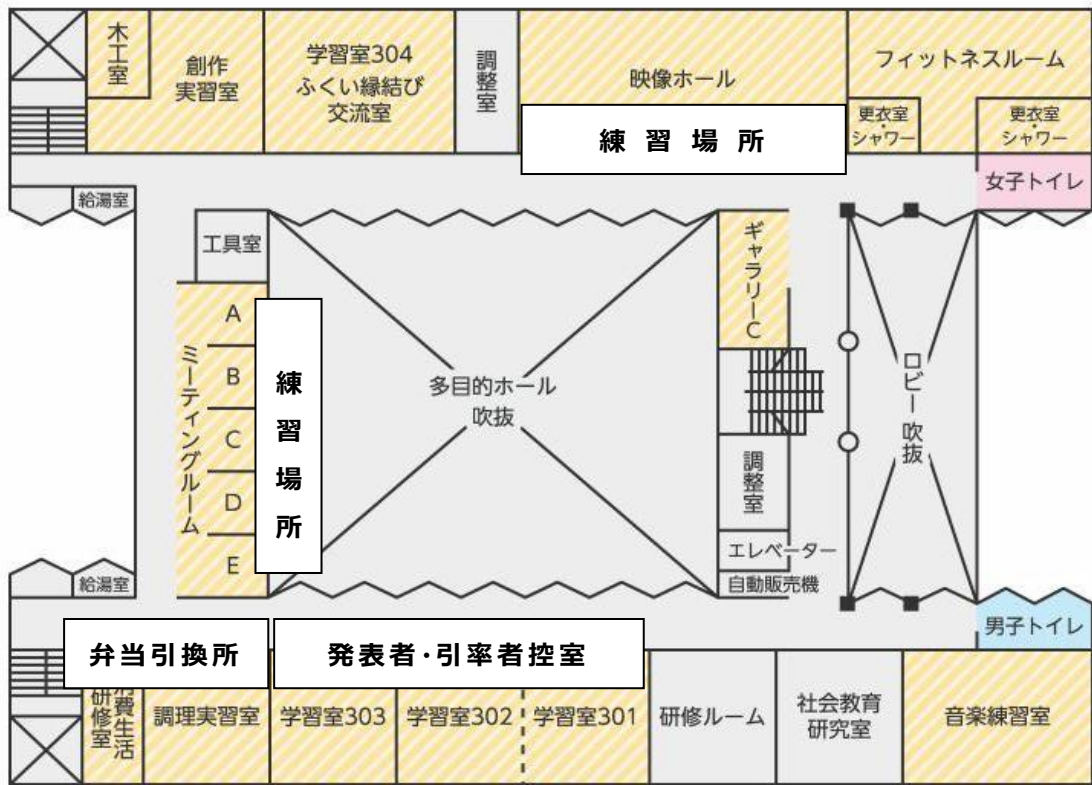 木工室
創作
実習室
学習室304
ふくい縁結び
交流室
調整室
映像ホール
フィットネスルーム
更衣室・
シャワー
更衣室・
シャワー
練習場所
女子トイレ
給湯室
工具室
ギャラリーC
A
B
C
D
E
ミーティングルーム
練習場所
多目的ホール
吹抜
ロビー吹抜
調整室
エレベーター
自動販売機
給湯室
男子トイレ
弁当引換所
発表者・引率者控室
消費生活
研修室
調理実習室
学習室303
学習室302
学習室301
研修ルーム
社会教育
研究室
音楽練習室